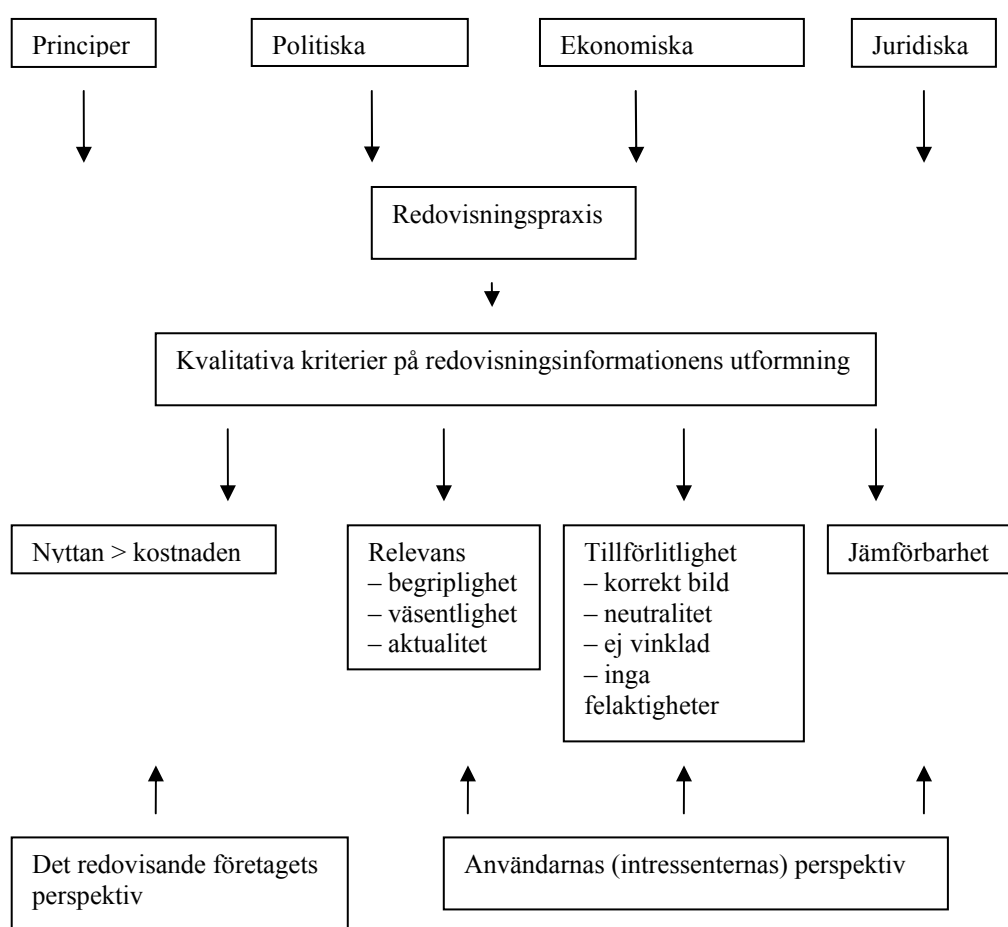 Principer
Politiska
Ekonomiska
Juridiska
Redovisningspraxis
Kvalitativa kriterier på redovisningsinformationens utformning
Nyttan > kostnaden
Relevans
– begriplighet
– väsentlighet
– aktualitet
Tillförlitlighet
– korrekt bild
– neutralitet
– ej vinklad
– inga
felaktigheter
Jämförbarhet
Det redovisande företagets
perspektiv
Användarnas (intressenternas) perspektiv